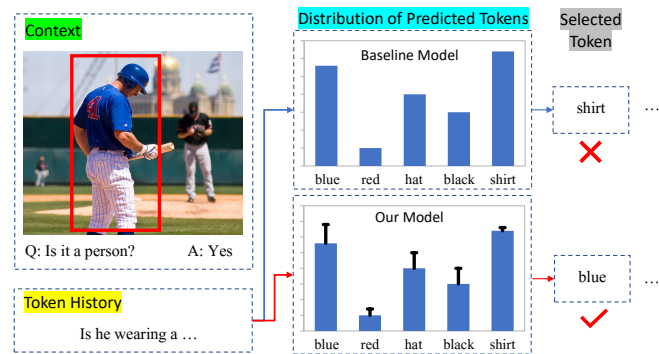 Context
41
Q: Is it a person? A: Yes
Token History
Is he wearing a …
Distribution of Predicted Tokens
Baseline Model
blue red hat black shirt
Our Model
blue red hat black shirt
Selected
Token
shirt
…
blue
…